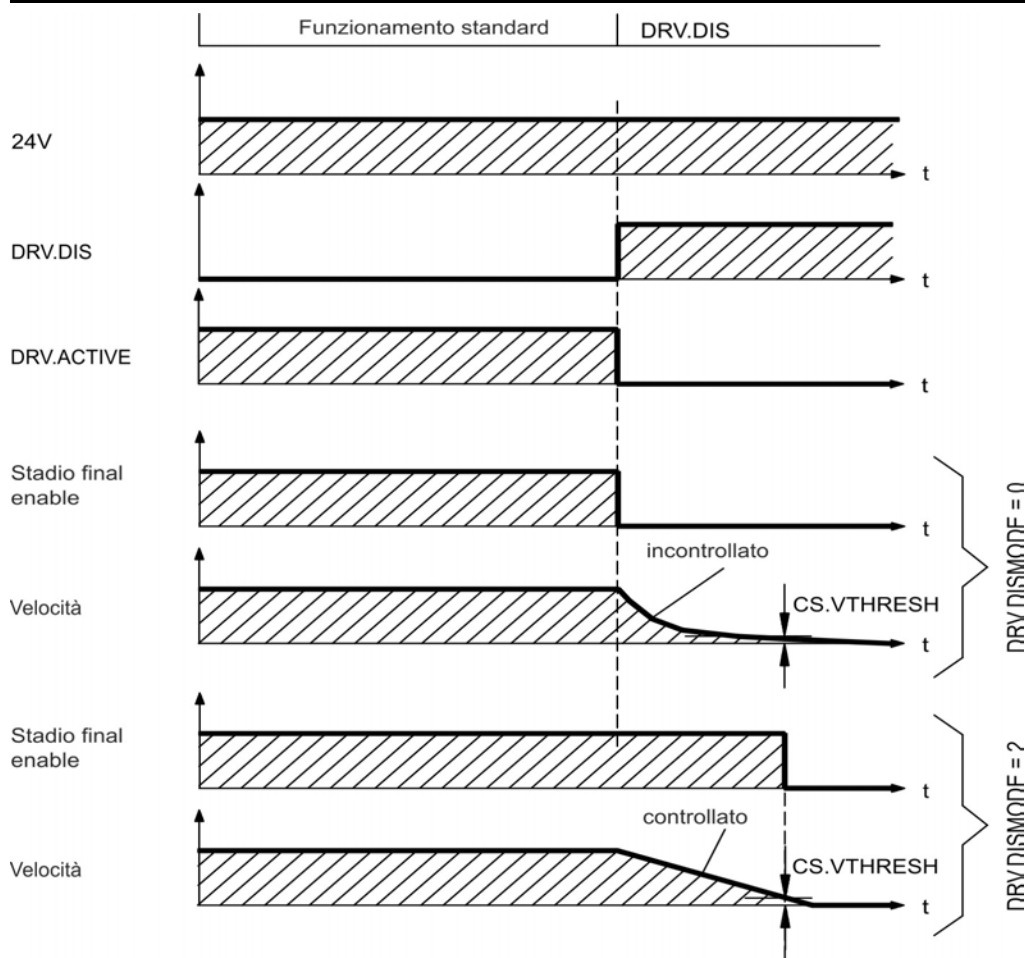 Funzionamento standard
DRV.DIS
24V
t
DRV.DIS
t
DRV.ACTIVE
t
Stadio final
enable
t
incontrollato
Velocità
CS.VTHRESH
t
DRV.DISMODE = 0
Stadio final
enable
t
controllato
Velocità
CS.VTHRESH
t
DRV.DISMODE = 2